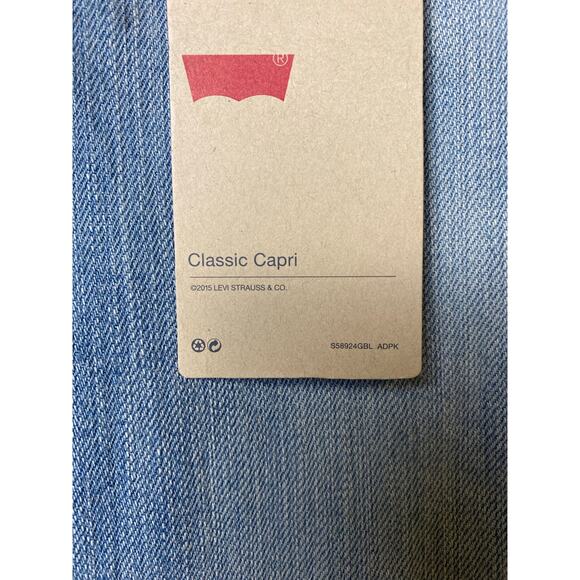 ®
Classic Capri
©2015 LEVI STRAUSS & CO.
S58924GBL ADPK